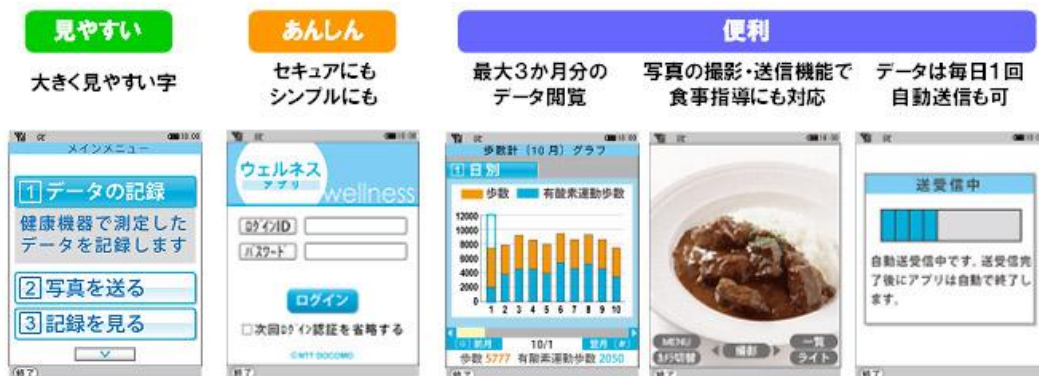 見やすい
大きく見やすい字
あんしん
セキュアにも
シンプルにも
便利
最大3か月分の
データ閲覧
写真の撮影・送信機能で
食事指導にも対応
データは毎日1回
自動送信も可
メインメニュー
1 データの記録
健康機器で測定した
データを記録します
2 写真を送る
3 記録を見る
終了
ウェルネス
アプリ
wellness
ログインID
パスワード
ログイン
□次回ログイン認証を省略する
©NTT DOCOMO
終了
歩数計(10月)グラフ
1 日別
歩数 有酸素運動歩数
12000
10000
8000
6000
4000
2000
0
1 2 3 4 5 6 7 8 9 10
前月 10/1 翌月
歩数 5777 有酸素運動歩数 2050
終了
MENU 撮影 一覧
カメラ切替 ライト
終了
送受信中
自動送受信中です。送受信完
了後にアプリは自動で終了し
ます。
終了